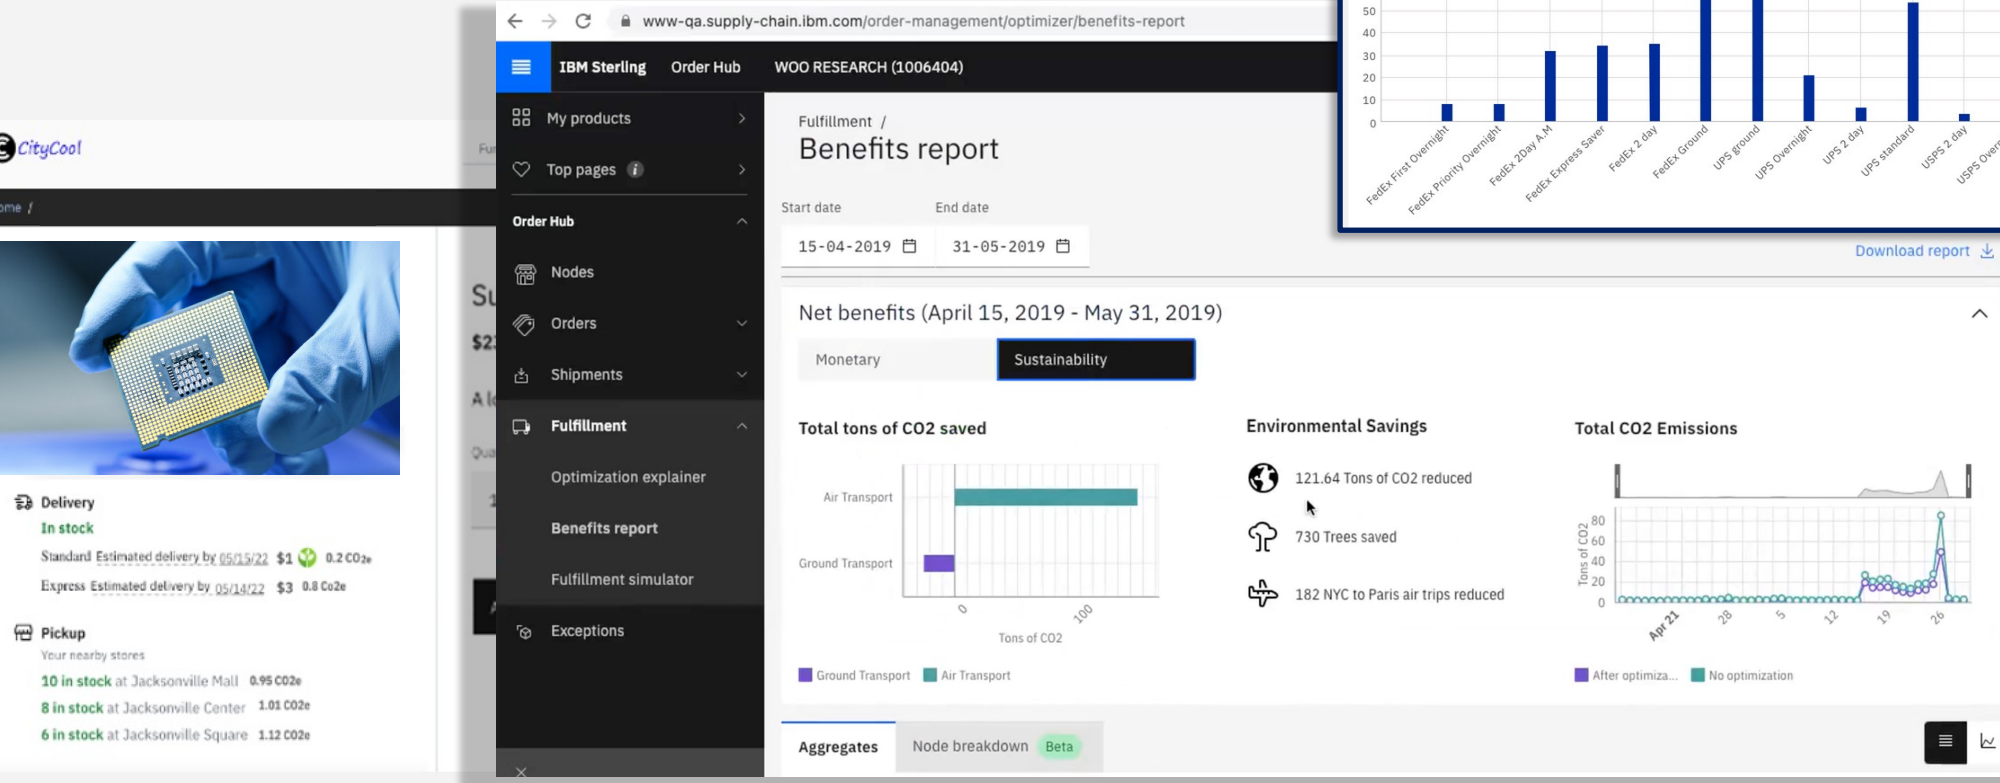 CityCool
Fu
ome /
Su
$2
A lo
Qua
1
Delivery
In stock
Standard Estimated delivery by 05/15/22 $1 0.2 CO2e
Express Estimated delivery by 05/14/22 $3 0.8 Co2e
Pickup
Your nearby stores
10 in stock at Jacksonville Mall 0.95 CO2e
8 in stock at Jacksonville Center 1.01 CO2e
6 in stock at Jacksonville Square 1.12 CO2e
www-qa.supply-chain.ibm.com/order-management/optimizer/benefits-report
IBM Sterling Order Hub WOO RESEARCH (1006404)
My products
Top pages i
Order Hub
Nodes
Orders
Shipments
Fulfillment
Optimization explainer
Benefits report
Fulfillment simulator
Exceptions
Fulfillment /
Benefits report
Start date End date
15-04-2019 31-05-2019
Download report
Net benefits (April 15, 2019 - May 31, 2019)
Monetary Sustainability
Total tons of CO2 saved
Air Transport
Ground Transport
0 100
Tons of CO2
Ground Transport Air Transport
Environmental Savings
121.64 Tons of CO2 reduced
730 Trees saved
182 NYC to Paris air trips reduced
Total CO2 Emissions
Tons of CO2
80
60
40
20
0
Apr 21 28 5 12 19 26
After optimiza... No optimization
Aggregates Node breakdown Beta
50
40
30
20
10
0
FedEx First Overnight
FedEx Priority Overnight
FedEx 2Day A.M
FedEx Express Saver
FedEx 2 day
FedEx Ground
UPS ground
UPS Overnight
UPS 2 day
UPS standard
USPS 2 day
USPS Over